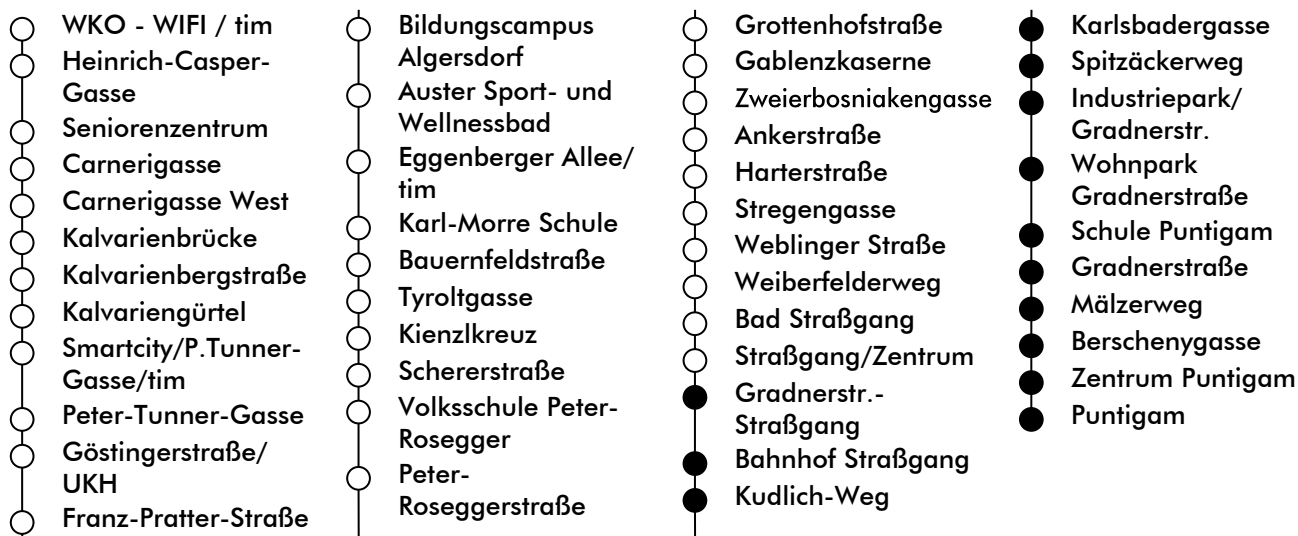 WKO - WIFI / tim
Heinrich-Casper-
Gasse
Seniorenzentrum
Carnerigasse
Carnerigasse West
Kalvarienbrücke
Kalvarienbergstraße
Kalvariengürtel
Smartcity/P.Tunner-
Gasse/tim
Peter-Tunner-Gasse
Göstingerstraße/
UKH
Franz-Pratter-Straße
Bildungscampus
Algersdorf
Auster Sport- und
Wellnessbad
Eggenberger Allee/
tim
Karl-Morre Schule
Bauernfeldstraße
Tyroltgasse
Kienzlkreuz
Schererstraße
Volksschule Peter-
Rosegger
Peter-
Roseggerstraße
Grottenhofstraße
Gablenzkaserne
Zweierbosniakengasse
Ankerstraße
Harterstraße
Stregengasse
Weblinger Straße
Weiberfelderweg
Bad Straßgang
Straßgang/Zentrum
Gradnerstr.-
Straßgang
Bahnhof Straßgang
Kudlich-Weg
Karlsbadergasse
Spitzäckerweg
Industriepark/
Gradnerstr.
Wohnpark
Gradnerstraße
Schule Puntigam
Gradnerstraße
Mälzerweg
Berschenygasse
Zentrum Puntigam
Puntigam